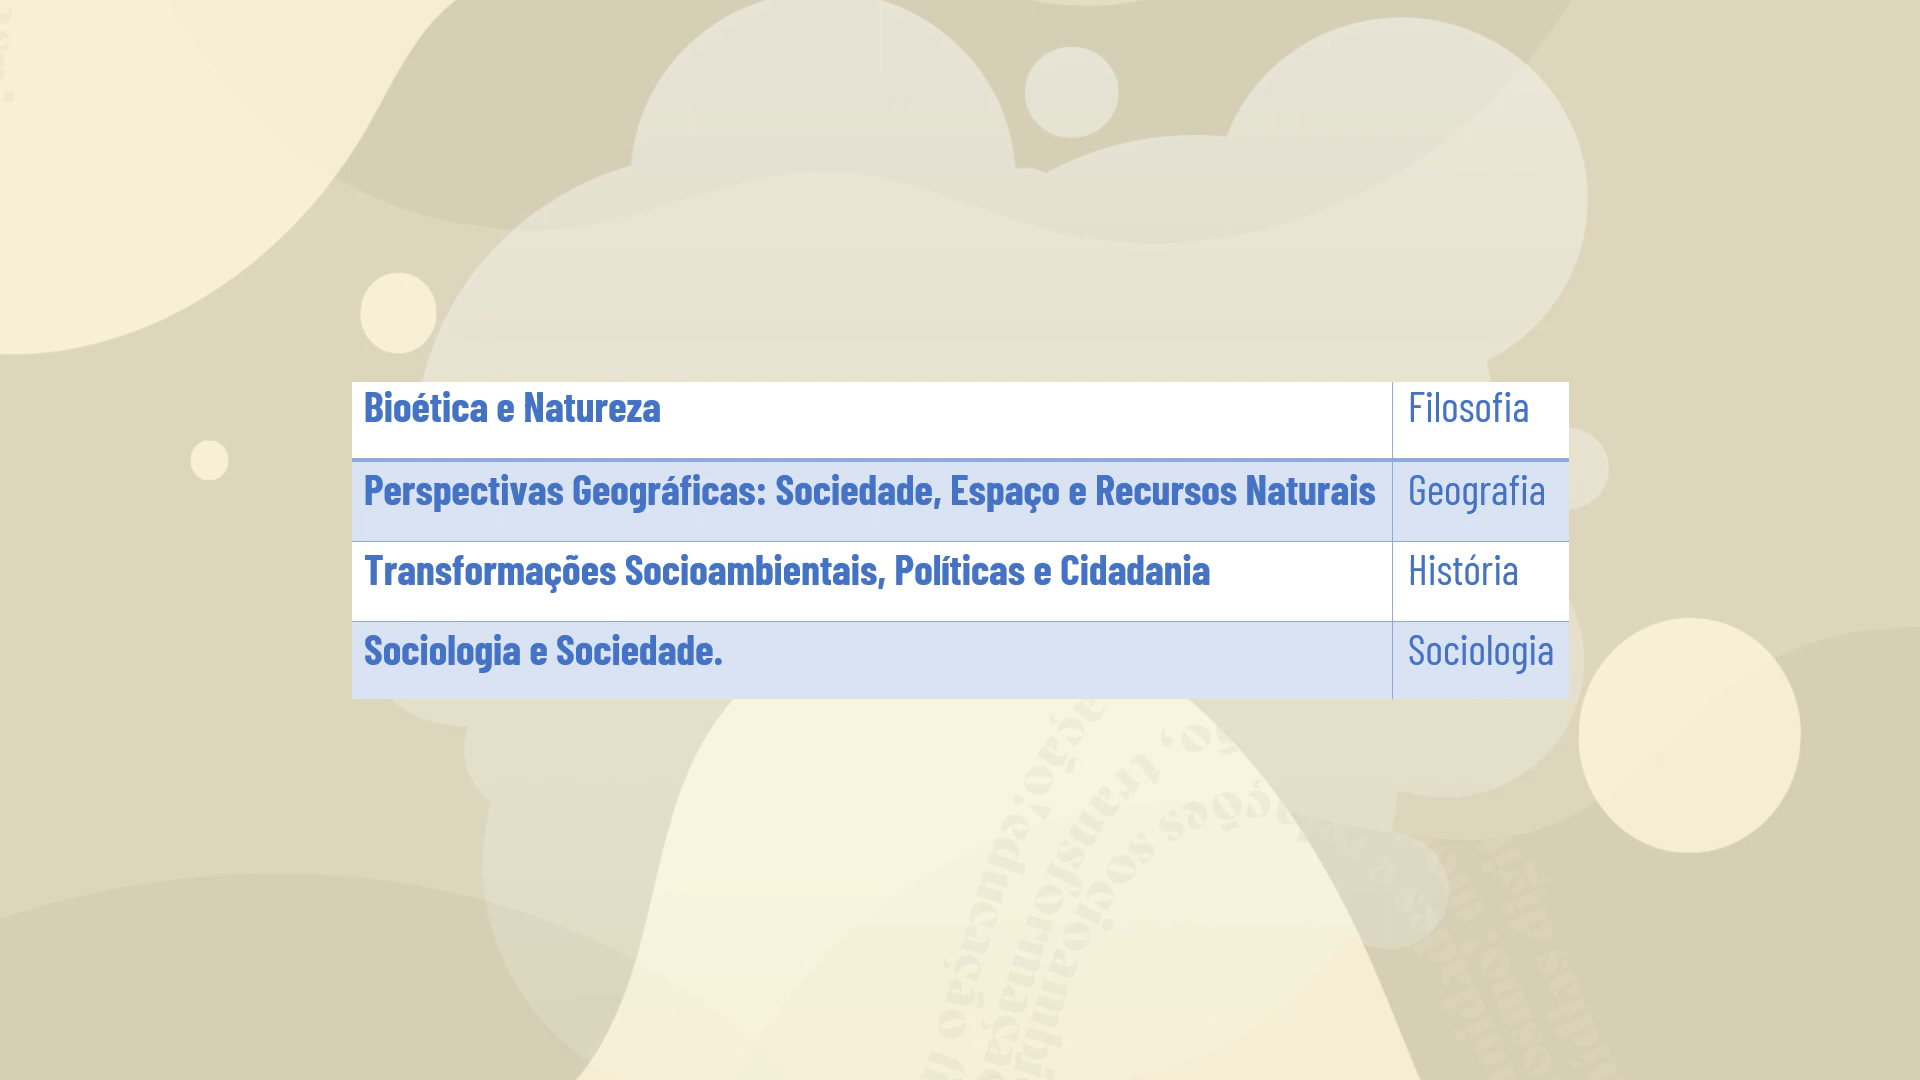 Bioética e Natureza Filosofia
Perspectivas Geográficas: Sociedade, Espaço e Recursos Naturais Geografia
Transformações Socioambientais, Políticas e Cidadania História
Sociologia e Sociedade. Sociologia